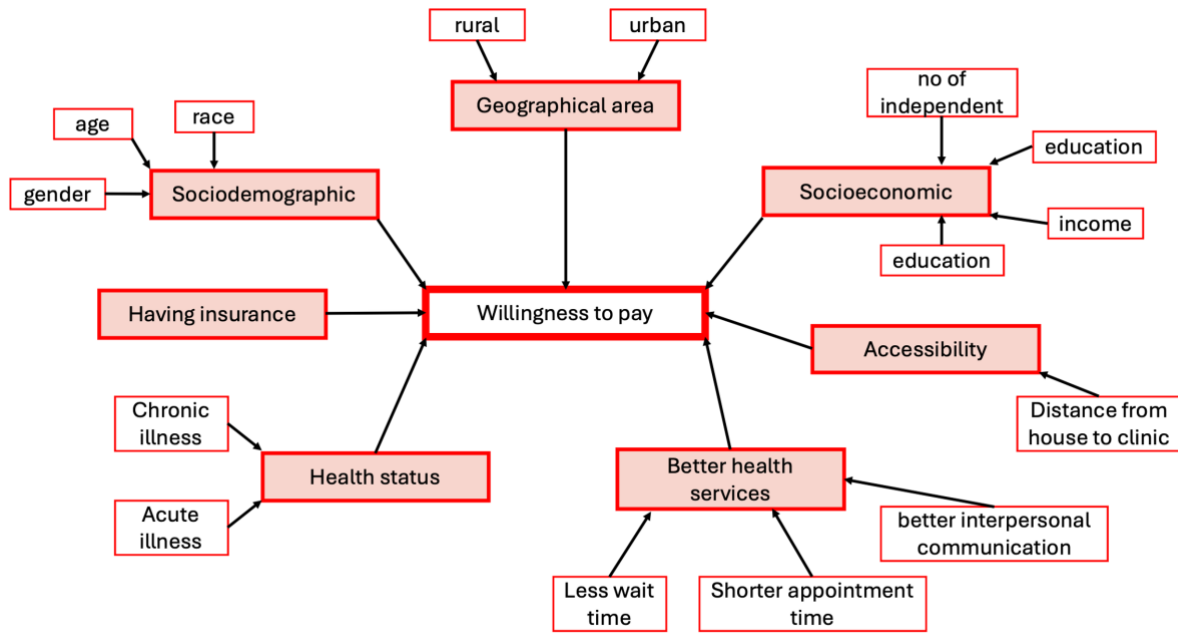 rural
urban
Geographical area
no of
independent
age
race
education
gender
Sociodemographic
Socioeconomic
income
education
Having insurance
Willingness to pay
Accessibility
Chronic
illness
Distance from
house to clinic
Health status
Better health
services
Acute
illness
better interpersonal
communication
Less wait
time
Shorter appointment
time